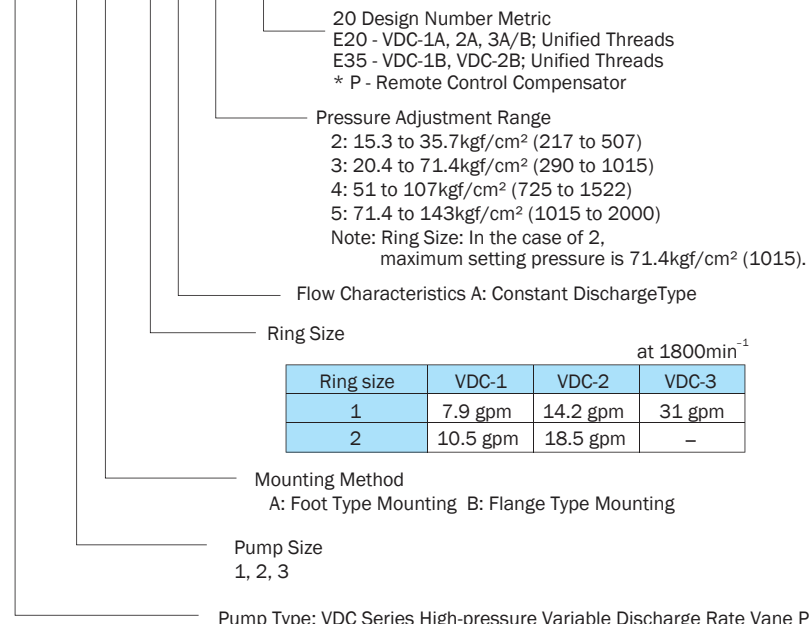 20 Design Number Metric
E20 - VDC-1A, 2A, 3A/B; Unified Threads
E35 - VDC-1B, VDC-2B; Unified Threads
* P - Remote Control Compensator
Pressure Adjustment Range
2: 15.3 to 35.7kgf/cm² (217 to 507)
3: 20.4 to 71.4kgf/cm² (290 to 1015)
4: 51 to 107kgf/cm² (725 to 1522)
5: 71.4 to 143kgf/cm² (1015 to 2000)
Note: Ring Size: In the case of 2,
maximum setting pressure is 71.4kgf/cm² (1015).
Flow Characteristics A: Constant DischargeType
Ring Size
at 1800min⁻¹
Ring size VDC-1 VDC-2 VDC-3
1 7.9 gpm 14.2 gpm 31 gpm
2 10.5 gpm 18.5 gpm –
Mounting Method
A: Foot Type Mounting B: Flange Type Mounting
Pump Size
1, 2, 3
Pump Type: VDC Series High-pressure Variable Discharge Rate Vane P